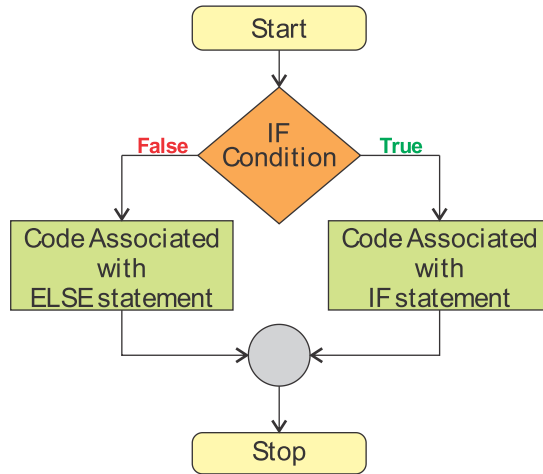 Start
IF
Condition
False
True
Code Associated
with
ELSE statement
Code Associated
with
IF statement
Stop